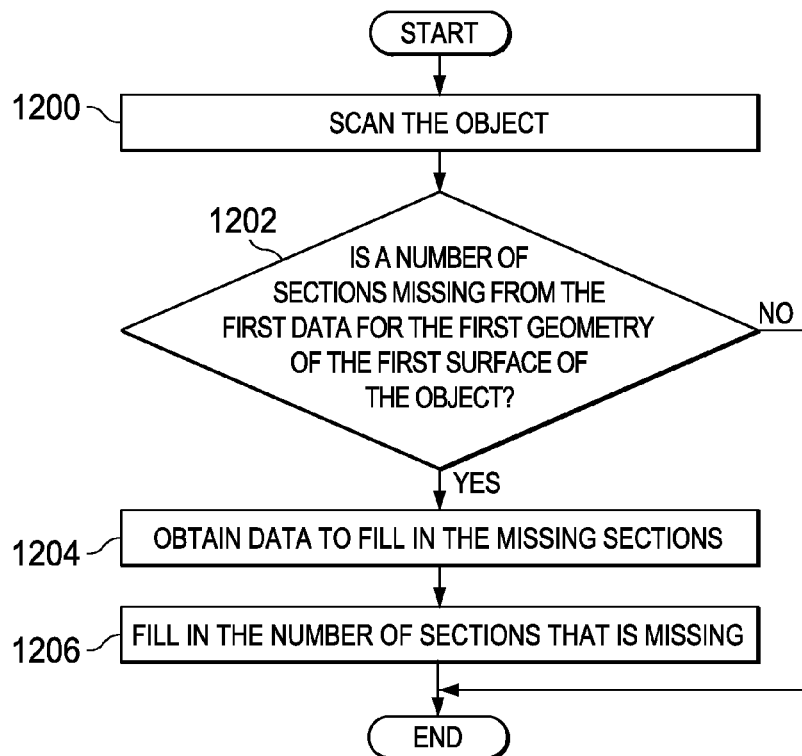 START
1200
SCAN THE OBJECT
1202
IS A NUMBER OF
SECTIONS MISSING FROM THE
FIRST DATA FOR THE FIRST GEOMETRY
OF THE FIRST SURFACE OF
THE OBJECT?
NO
YES
1204
OBTAIN DATA TO FILL IN THE MISSING SECTIONS
1206
FILL IN THE NUMBER OF SECTIONS THAT IS MISSING
END